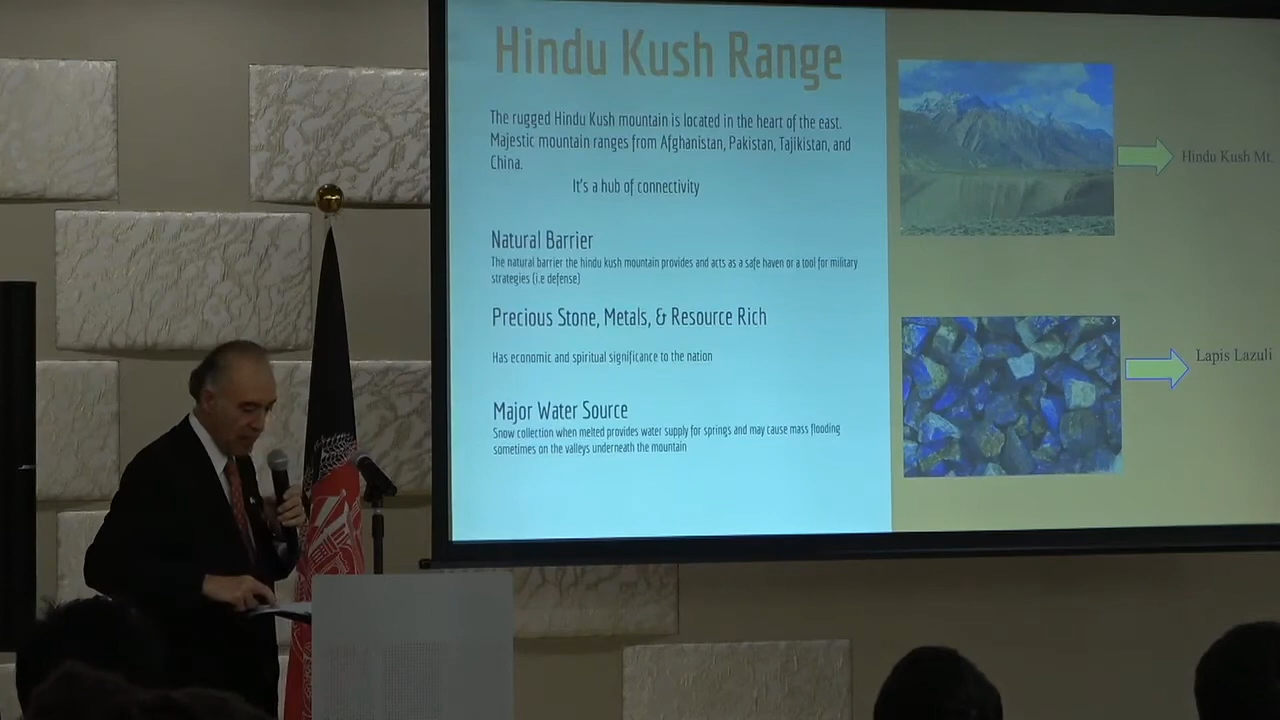 Hindu Kush Range
The rugged Hindu Kush mountain is located in the heart of the east.
Majestic mountain ranges from Afghanistan, Pakistan, Tajikistan, and
China.
It's a hub of connectivity
Natural Barrier
The natural barrier the hindu kush mountain provides and acts as a safe haven or a tool for military
strategies (i.e defense)
Precious Stone, Metals, & Resource Rich
Has economic and spiritual significance to the nation
Major Water Source
Snow collection when melted provides water supply for springs and may cause mass flooding
sometimes on the valleys underneath the mountain
Hindu Kush Mt.
Lapis Lazuli